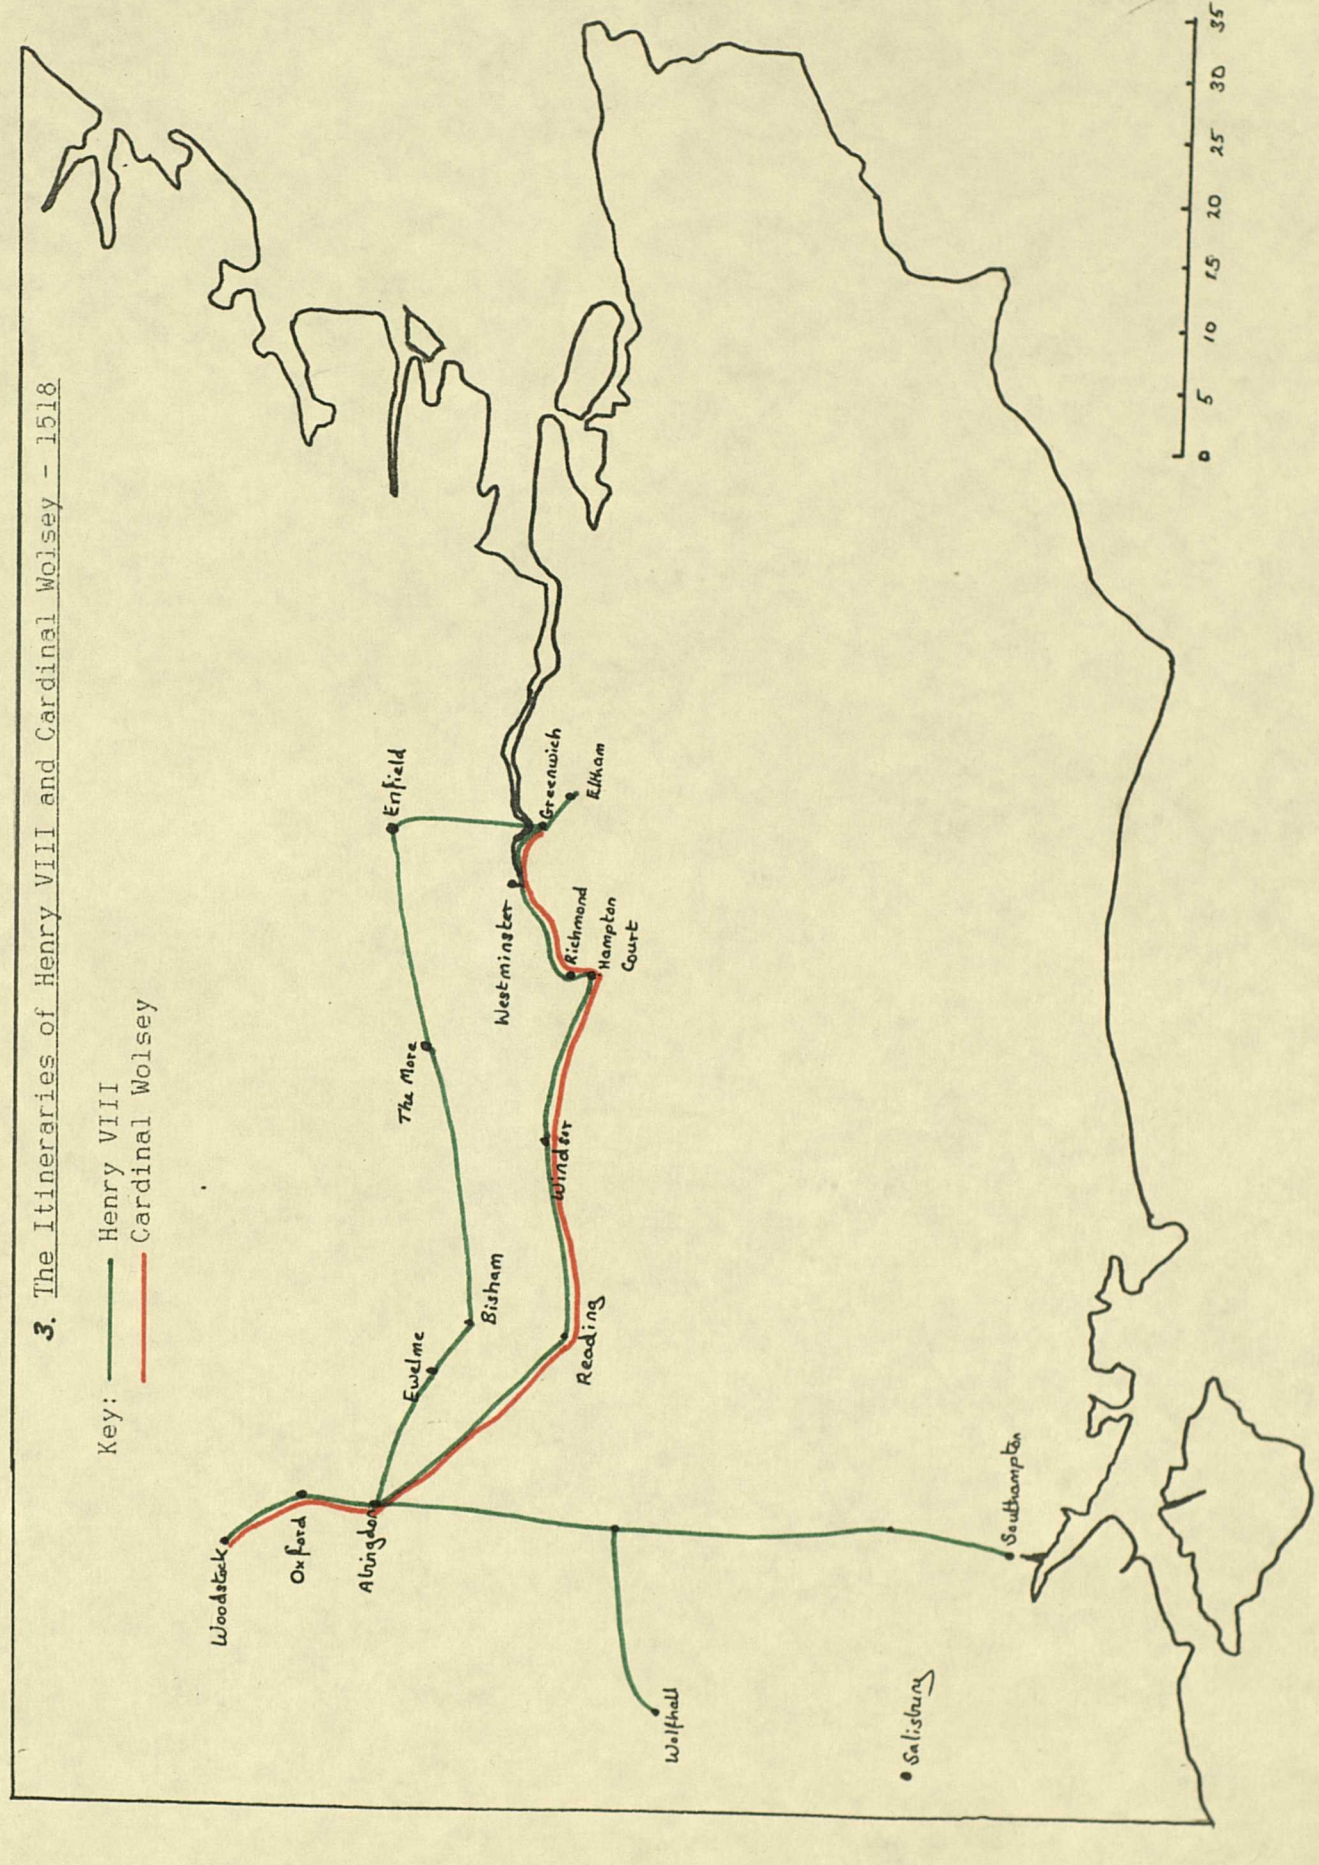 3. The Itineraries of Henry VIII and Cardinal Wolsey - 1518
Key: Henry VIII
Cardinal Wolsey
Woodstock
Oxford
Abingdon
Ewelme
Bisham
The More
Enfield
Westminster
Greenwich
Eltham
Richmond
Hampton
Court
Windsor
Reading
Wolfhall
Salisbury
Southampton
0 5 10 15 20 25 30 35